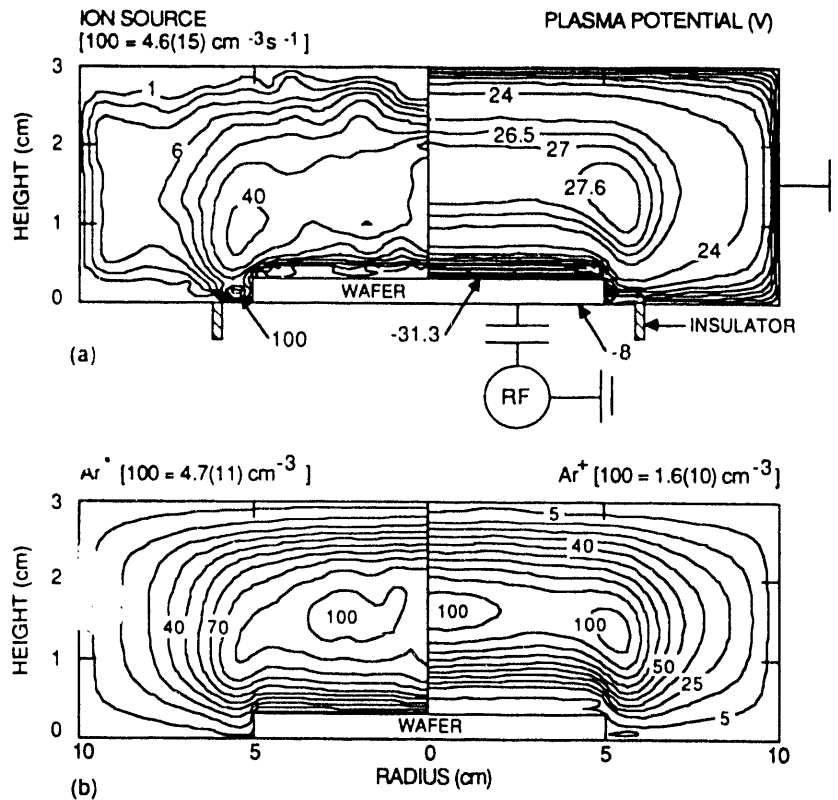 ION SOURCE
[100 = 4.6(15) cm -3 s -1 ]
PLASMA POTENTIAL (V)
3
2
1
0
HEIGHT (cm)
1
6
40
100
24
26.5
27
27.6
24
WAFER
-31.3
-8
INSULATOR
RF
(a)
Ar* [100 = 4.7(11) cm-3 ]
Ar+ [100 = 1.6(10) cm-3]
3
2
1
0
HEIGHT (cm)
40
70
100
100
5
40
100
50
25
5
WAFER
10
5
0
5
10
RADIUS (cm)
(b)